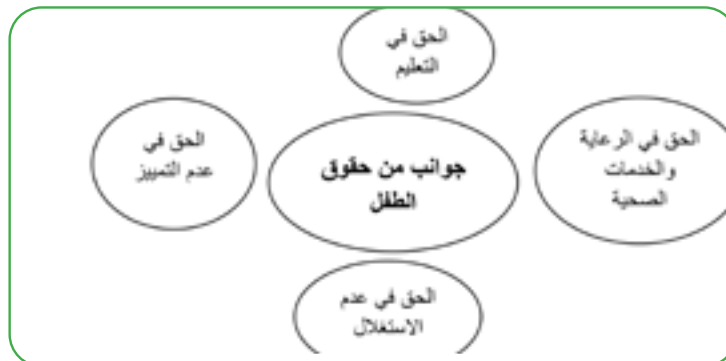 الحق في
التعليم
الحق في الرعاية
والخدمات
الصحية
جوانب من حقوق
الطفل
الحق في
عدم التمييز
الحق في عدم
الاستغلال